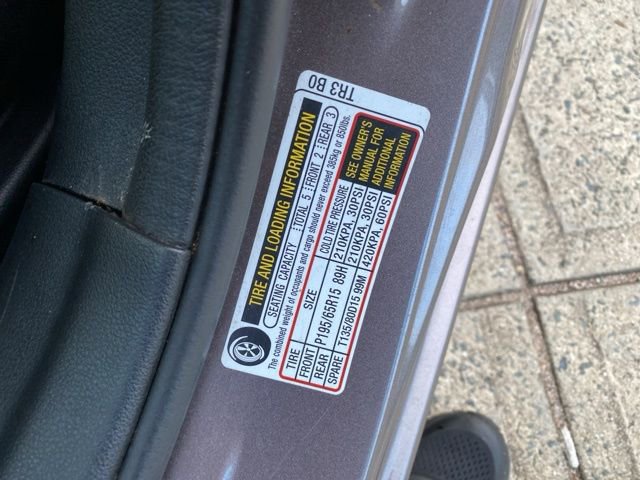 TR3 B0
TIRE AND LOADING INFORMATION
SEATING CAPACITY TOTAL 5 FRONT 2 REAR 3
The combined weight of occupants and cargo should never exceed 385kg or 850lbs.
TIRE SIZE COLD TIRE PRESSURE
FRONT P195/65R15 89H 210KPA, 30PSI
REAR 210KPA, 30PSI
SPARE T135/80D15 99M 420KPA, 60PSI
SEE OWNER'S
MANUAL FOR
ADDITIONAL
INFORMATION